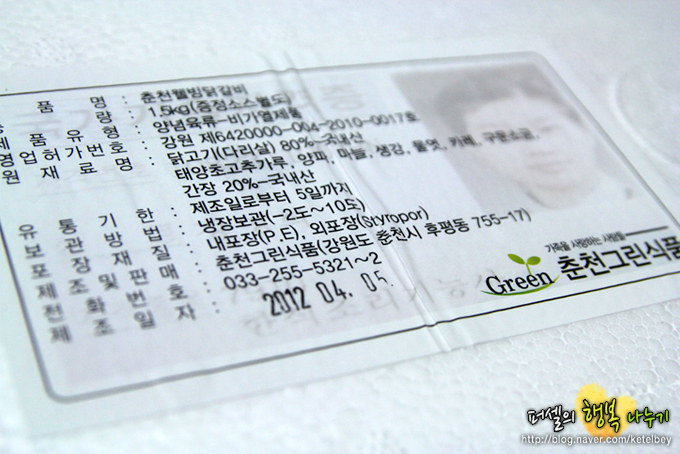 품 명 : 춘천웰빙닭갈비
량 : 1.5kg(증정소스별도)
제 품 유 형 : 양념육류-비가열제품
영업허가번호 : 강원 제6420000-004-2010-0017호
원 재 료 명 : 닭고기(다리살) 80%-국내산
태양초고추가루, 양파, 마늘, 생강, 물엿, 카레, 구운소금,
간장 20%-국내산
유 통 기 한 : 제조일로부터 5일까지
보 관 방 법 : 냉장보관(-2도~10도)
포 장 재 질 : 내포장(P.E), 외포장(Styropor)
제 조 및 판 매 : 춘천그린식품(강원도 춘천시 후평동 755-17)
전 화 번 호 : 033-255-5321~2
제 조 일 자 : 2012 04. 05.
가족을 사랑하는 사람들
Green 춘천그린식품
퍼셀의 행복 나누기
http://blog.naver.com/ketelbey